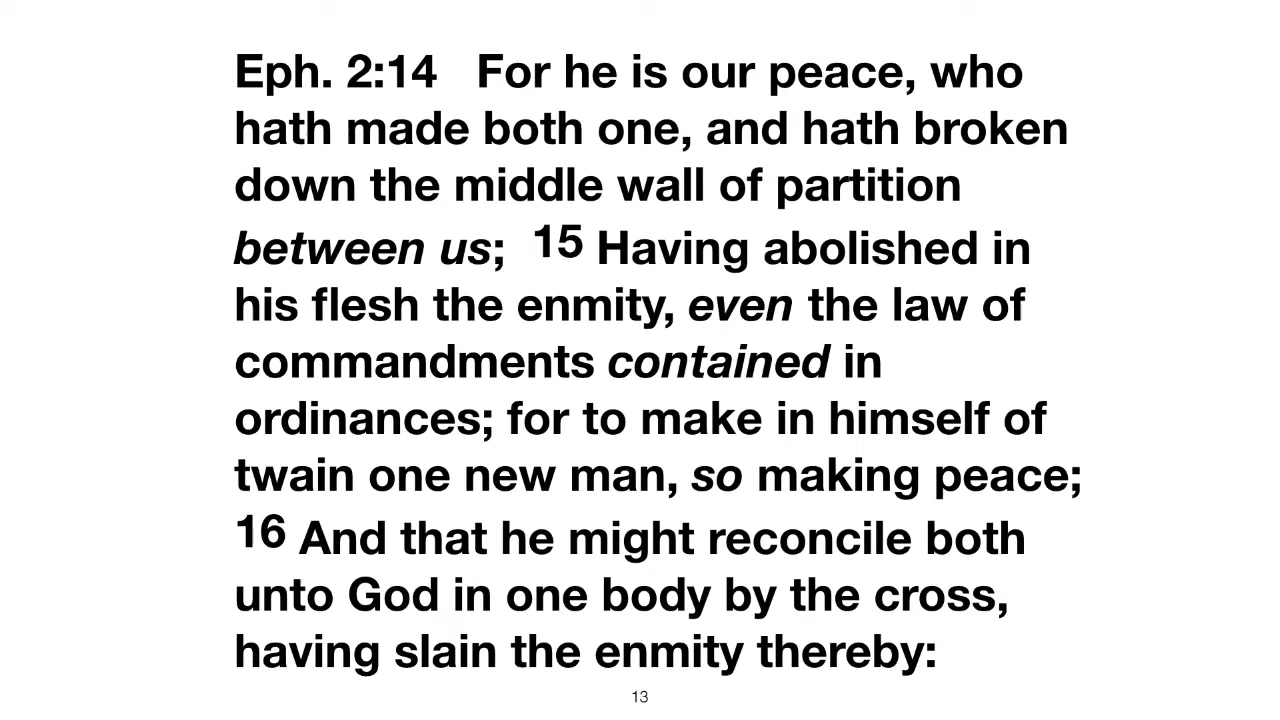 Eph. 2:14   For he is our peace, who
hath made both one, and hath broken
down the middle wall of partition
between us;  15 Having abolished in
his flesh the enmity, even the law of
commandments contained in
ordinances; for to make in himself of
twain one new man, so making peace;
16 And that he might reconcile both
unto God in one body by the cross,
having slain the enmity thereby:
13